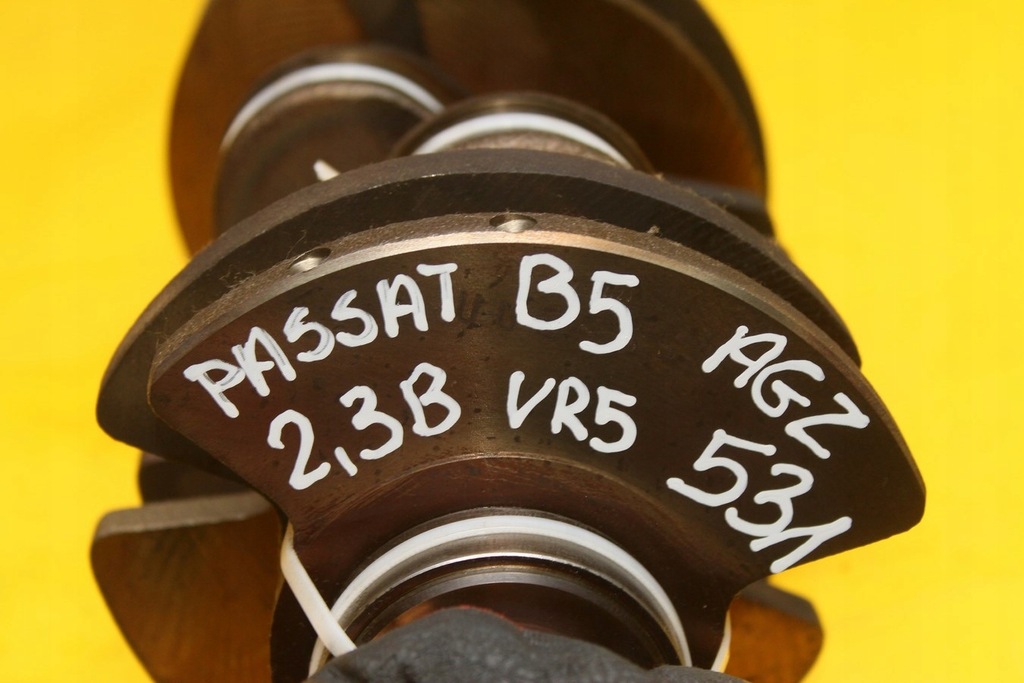 PASSAT B5 AGZ
2,3B VR5 531